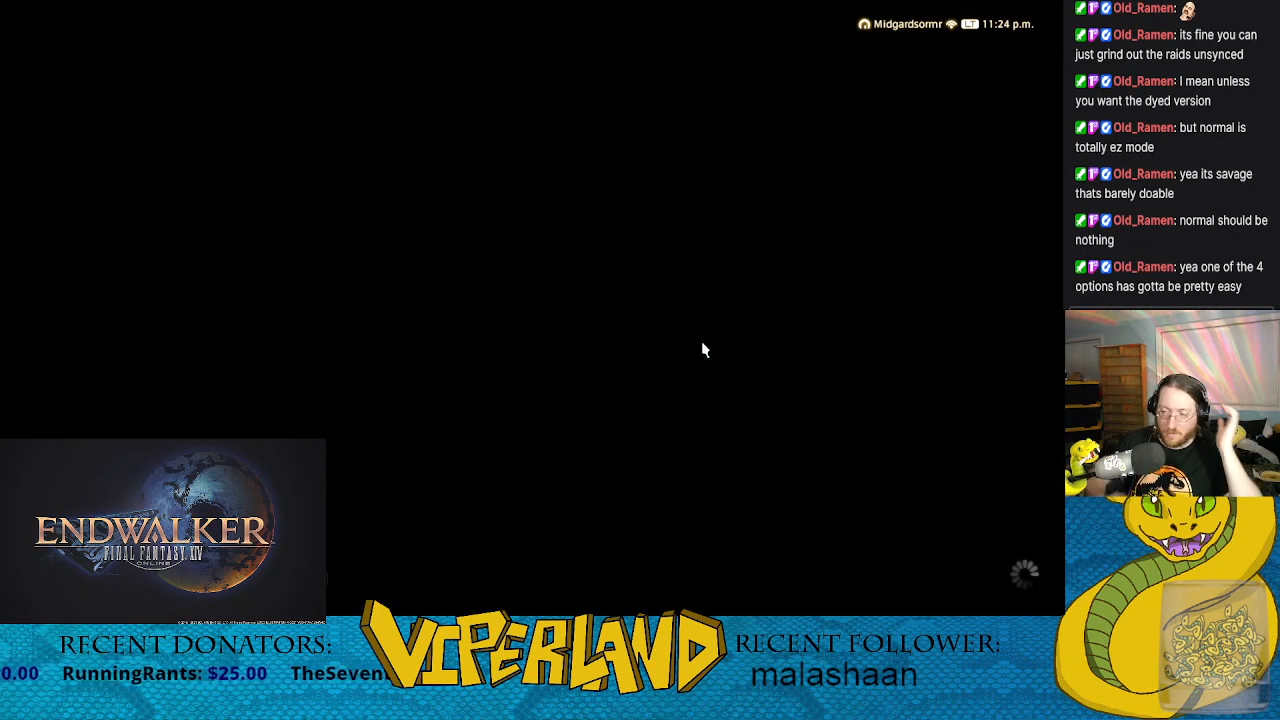 Midgardsormr LT 11:24 p.m.
Old_Ramen:
Old_Ramen: its fine you can
just grind out the raids unsynced
Old_Ramen: I mean unless
you want the dyed version
Old_Ramen: but normal is
totally ez mode
Old_Ramen: yea its savage
thats barely doable
Old_Ramen: normal should be
nothing
Old_Ramen: yea one of the 4
options has gotta be pretty easy
ENDWALKER
FINAL FANTASY XIV
ONLINE
RECENT DONATORS:
0.00 RunningRants: $25.00 TheSeven
VIPERLAND
RECENT FOLLOWER:
malashaan